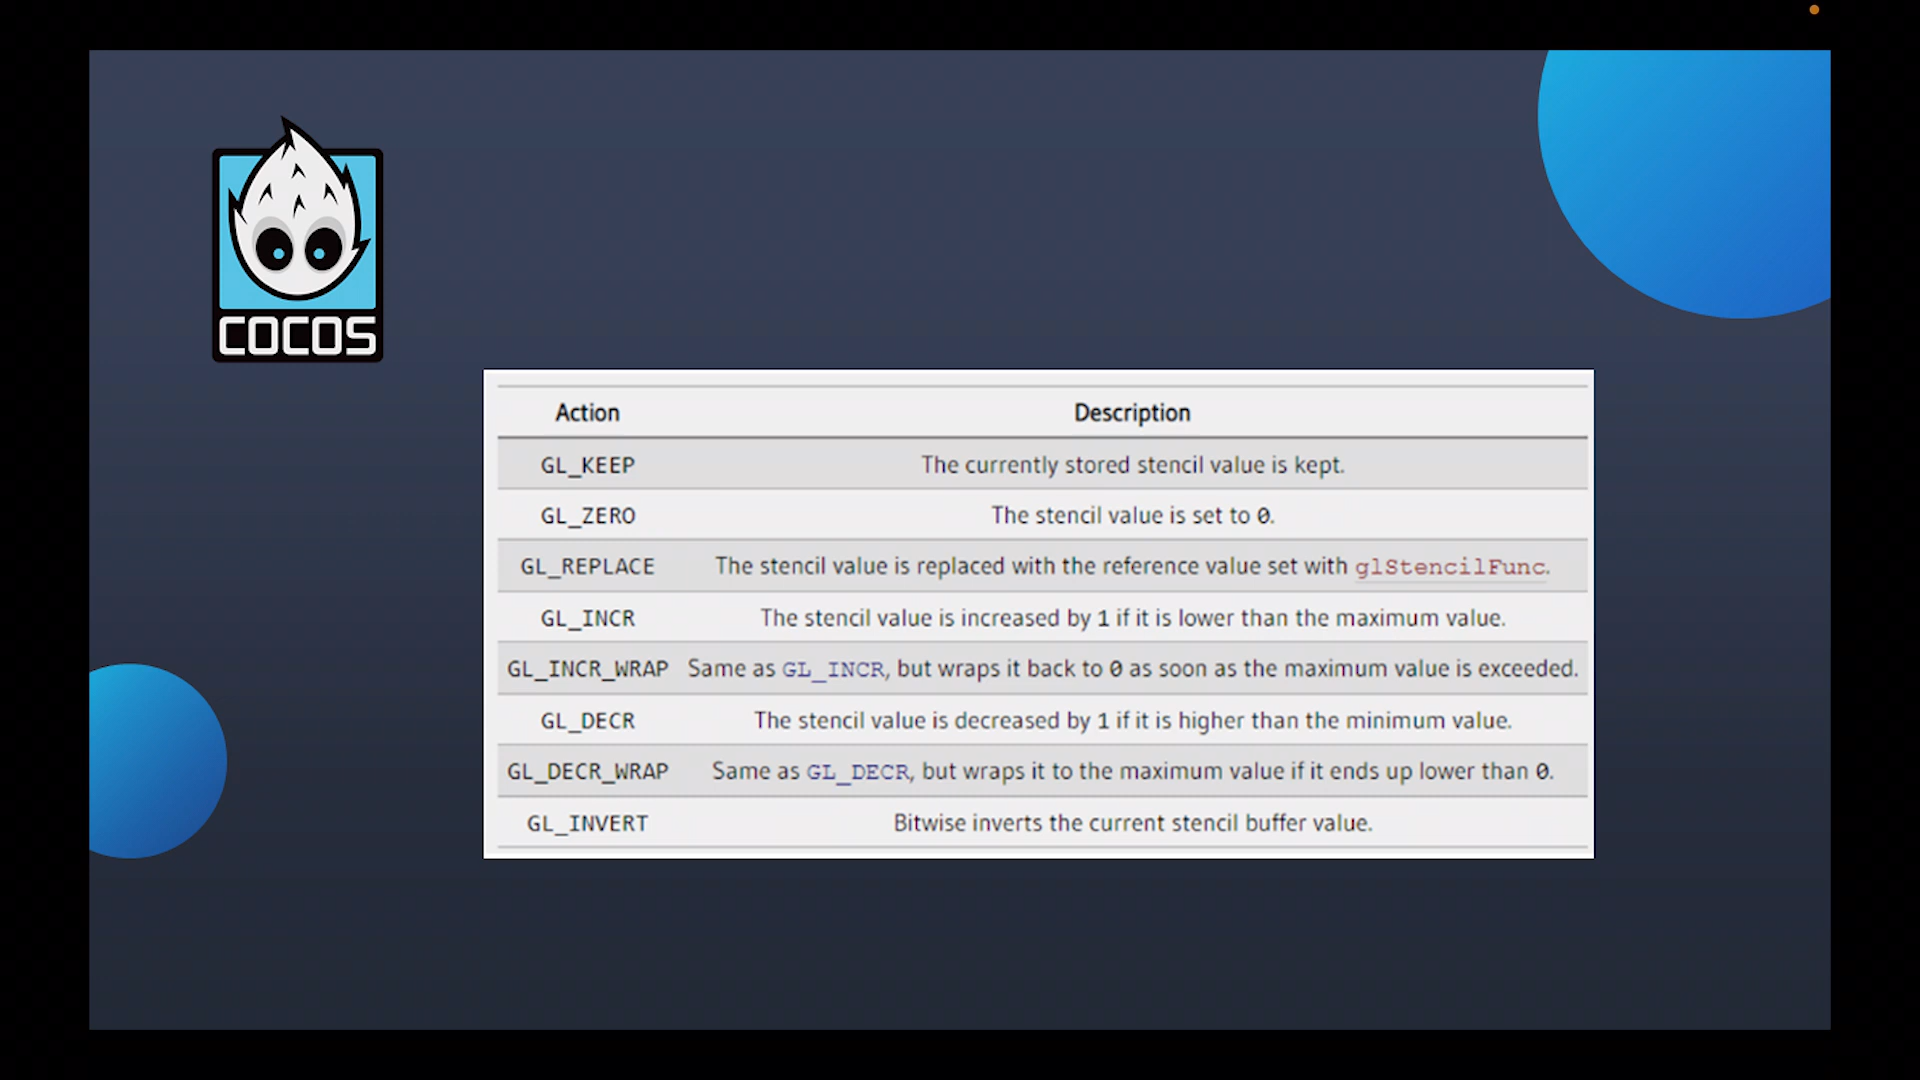 COCOS
Action Description
GL_KEEP The currently stored stencil value is kept.
GL_ZERO The stencil value is set to 0.
GL_REPLACE The stencil value is replaced with the reference value set with glStencilFunc.
GL_INCR The stencil value is increased by 1 if it is lower than the maximum value.
GL_INCR_WRAP Same as GL_INCR, but wraps it back to 0 as soon as the maximum value is exceeded.
GL_DECR The stencil value is decreased by 1 if it is higher than the minimum value.
GL_DECR_WRAP Same as GL_DECR, but wraps it to the maximum value if it ends up lower than 0.
GL_INVERT Bitwise inverts the current stencil buffer value.